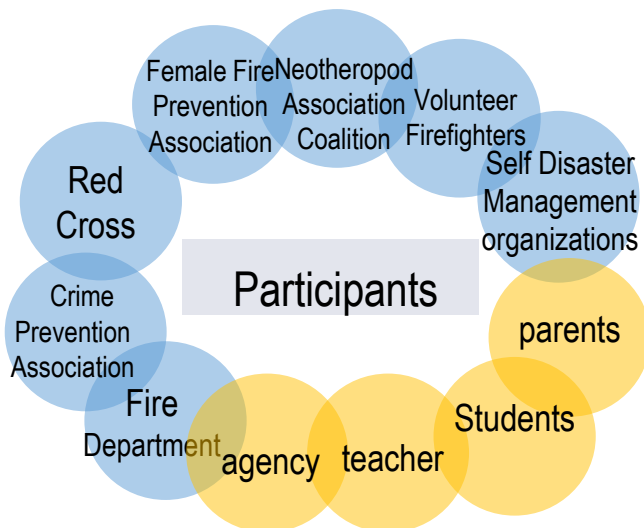 Female Fire
Prevention
Association
Neotheropod
Association
Coalition
Volunteer
Firefighters
Self Disaster
Management
organizations
Red
Cross
Participants
Crime
Prevention
Association
parents
Fire
Department
agency
teacher
Students